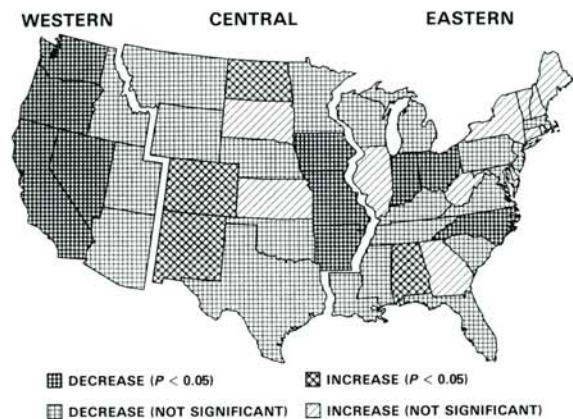 WESTERN CENTRAL EASTERN
DECREASE (P < 0.05) INCREASE (P < 0.05)
DECREASE (NOT SIGNIFICANT) INCREASE (NOT SIGNIFICANT)